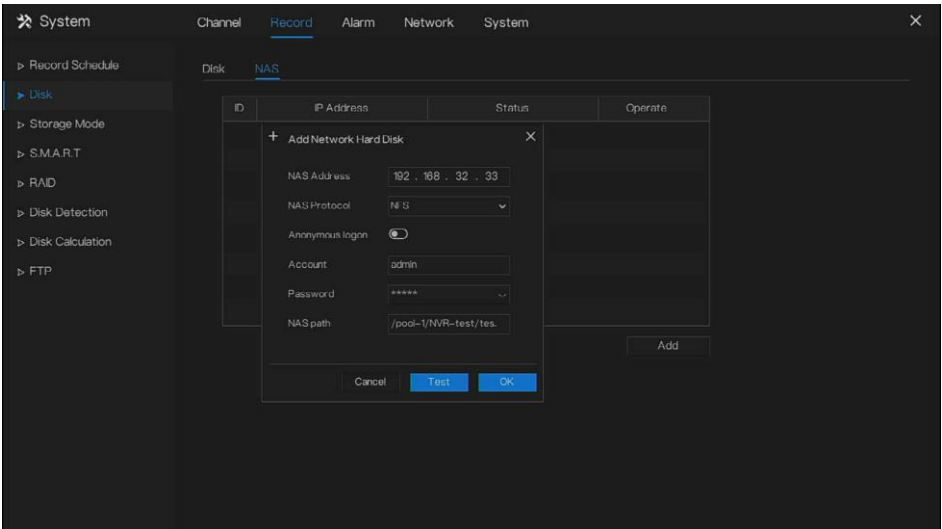 System
Channel Record Alarm Network System
Record Schedule
Disk
Storage Mode
S.M.A.R.T
RAID
Disk Detection
Disk Calculation
FTP
Disk NAS
ID IP Address Status Operate
+ Add Network Hard Disk
NAS Address 192 . 168 . 32 . 33
NAS Protocol NFS
Anonymous logon
Account admin
Password *****
NAS path /pool-1/NVR-test/tes.
Cancel Test OK
Add